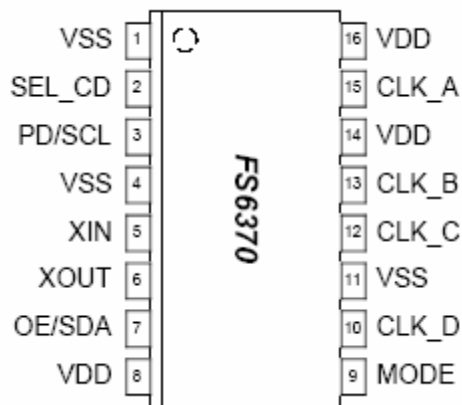 VSS 1 16 VDD
SEL_CD 2 15 CLK_A
PD/SCL 3 14 VDD
VSS 4 13 CLK_B
XIN 5 12 CLK_C
XOUT 6 11 VSS
OE/SDA 7 10 CLK_D
VDD 8 9 MODE
FS6370